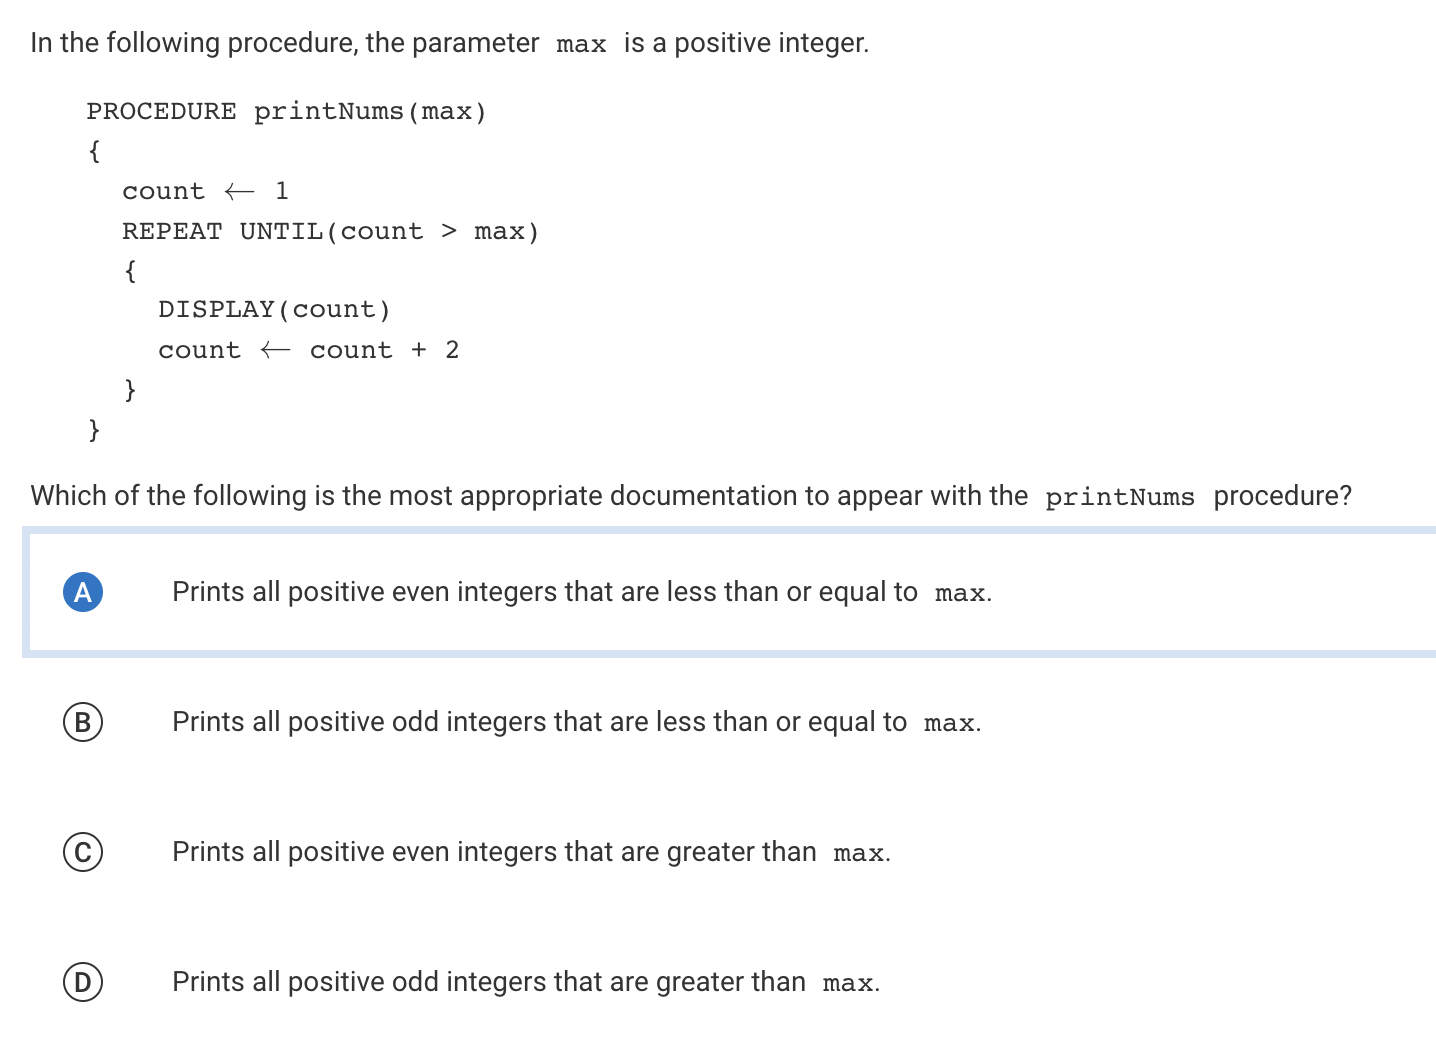 In the following procedure, the parameter max is a positive integer.
PROCEDURE printNums(max)
{
count ← 1
REPEAT UNTIL(count > max)
{
DISPLAY(count)
count ← count + 2
}
}
Which of the following is the most appropriate documentation to appear with the printNums procedure?
A Prints all positive even integers that are less than or equal to max.
B Prints all positive odd integers that are less than or equal to max.
C Prints all positive even integers that are greater than max.
D Prints all positive odd integers that are greater than max.